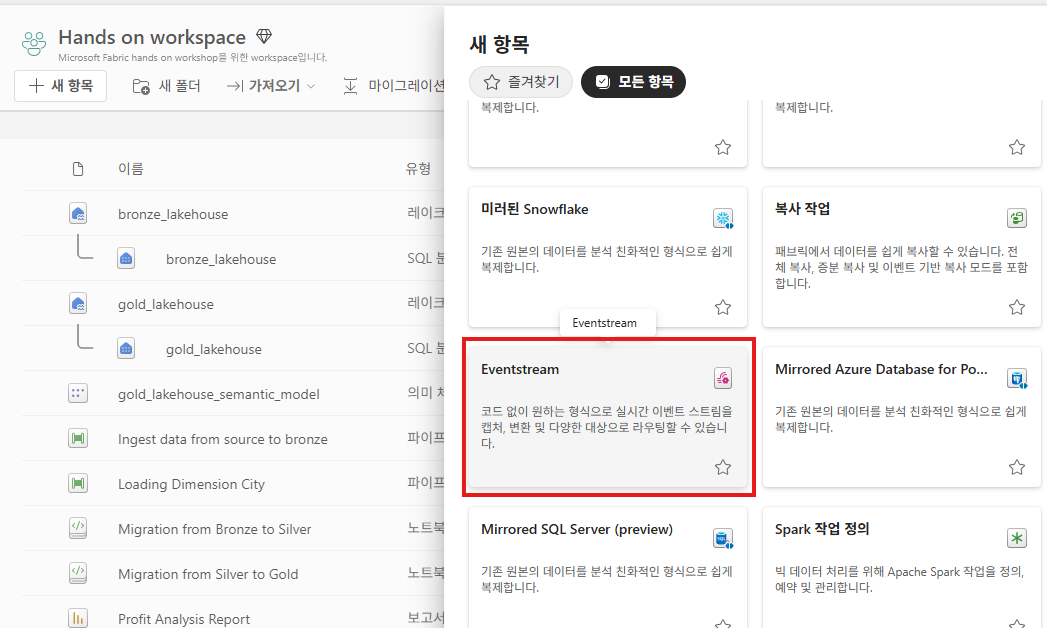 Hands on workspace
Microsoft Fabric hands on workshop을 위한 workspace입니다.
새 항목
새 폴더
가져오기
마이그레이션
이름
유형
bronze_lakehouse
레이크
bronze_lakehouse
SQL 분
gold_lakehouse
레이크
gold_lakehouse
SQL 분
gold_lakehouse_semantic_model
의미 체
Ingest data from source to bronze
파이프
Loading Dimension City
파이프
Migration from Bronze to Silver
노트북
Migration from Silver to Gold
노트북
Profit Analysis Report
보고서
새 항목
즐겨찾기
모든 항목
복제합니다.
복제합니다.
미러된 Snowflake
기존 원본의 데이터를 분석 친화적인 형식으로 쉽게
복제합니다.
복사 작업
패브릭에서 데이터를 쉽게 복사할 수 있습니다. 전
체 복사, 증분 복사 및 이벤트 기반 복사 모드를 포함
합니다.
Eventstream
Eventstream
코드 없이 원하는 형식으로 실시간 이벤트 스트림을
캡처, 변환 및 다양한 대상으로 라우팅할 수 있습니
다.
Mirrored Azure Database for Po...
기존 원본의 데이터를 분석 친화적인 형식으로 쉽게
복제합니다.
Mirrored SQL Server (preview)
기존 원본의 데이터를 분석 친화적인 형식으로 쉽게
복제합니다.
Spark 작업 정의
빅 데이터 처리를 위해 Apache Spark 작업을 정의,
예약 및 관리합니다.